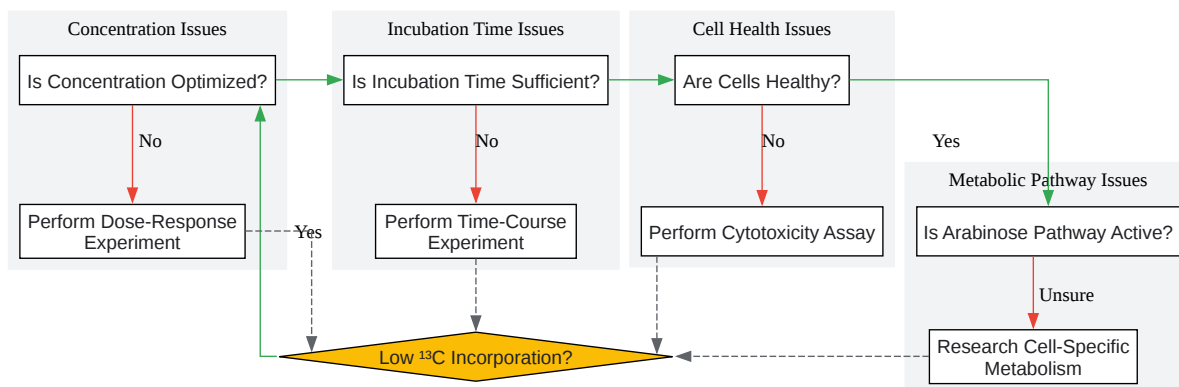 Concentration Issues
Is Concentration Optimized?
No
Perform Dose-Response
Experiment
Yes
Incubation Time Issues
Is Incubation Time Sufficient?
No
Perform Time-Course
Experiment
Cell Health Issues
Are Cells Healthy?
No
Perform Cytotoxicity Assay
Yes
Metabolic Pathway Issues
Is Arabinose Pathway Active?
Unsure
Research Cell-Specific
Metabolism
Low ¹³C Incorporation?